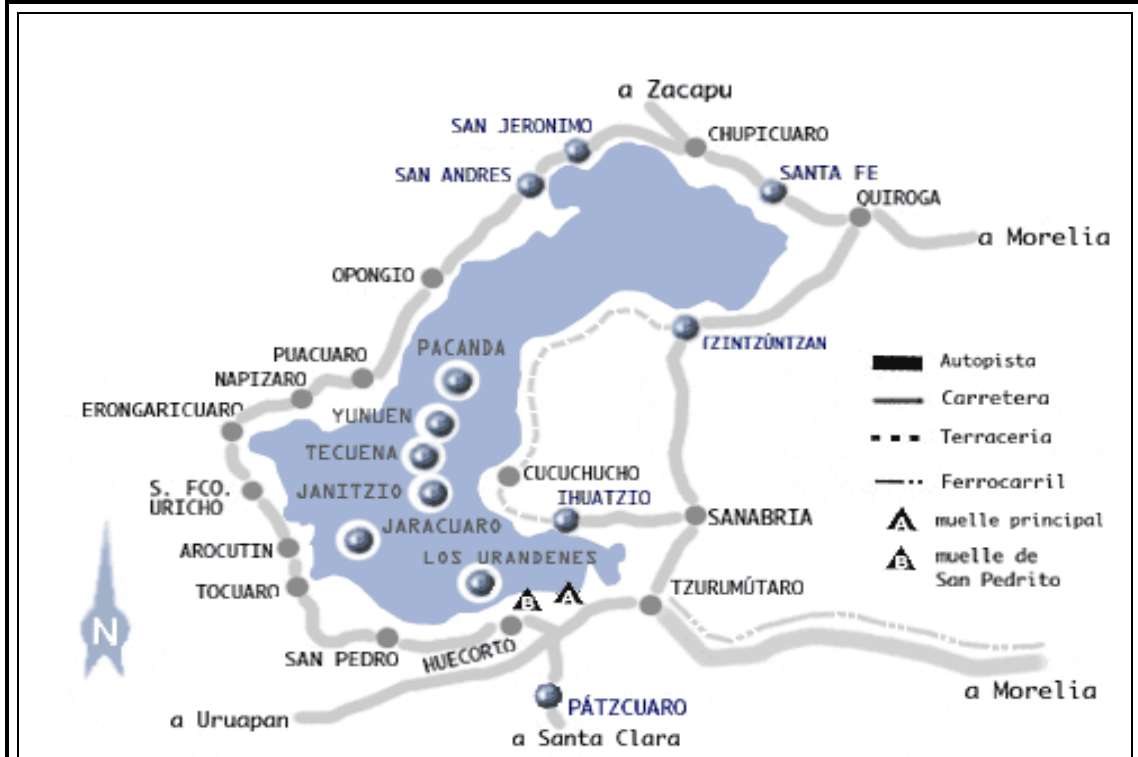 a Zacapu
SAN JERONIMO
CHUPICUARO
SAN ANDRES
SANTA FE
QUIROGA
a Morelia
OPONGIO
TZINTZÚNTZAN
PUACUARO
PACANDA
NAPIZARO
ERONGARICUARO
YUNUEN
TECUENA
CUCUCHUCHO
S. FCO.
URICHO
JANITZIO
IHUATZIO
SANABRIA
JARACUARO
AROCUTIN
LOS URANDENES
TOCUARO
TZURUMÚTARO
B
A
SAN PEDRO
HUECORIO
a Morelia
PÁTZCUARO
a Uruapan
a Santa Clara
Autopista
Carretera
Terraceria
Ferrocarril
A muelle principal
B muelle de
San Pedrito
N